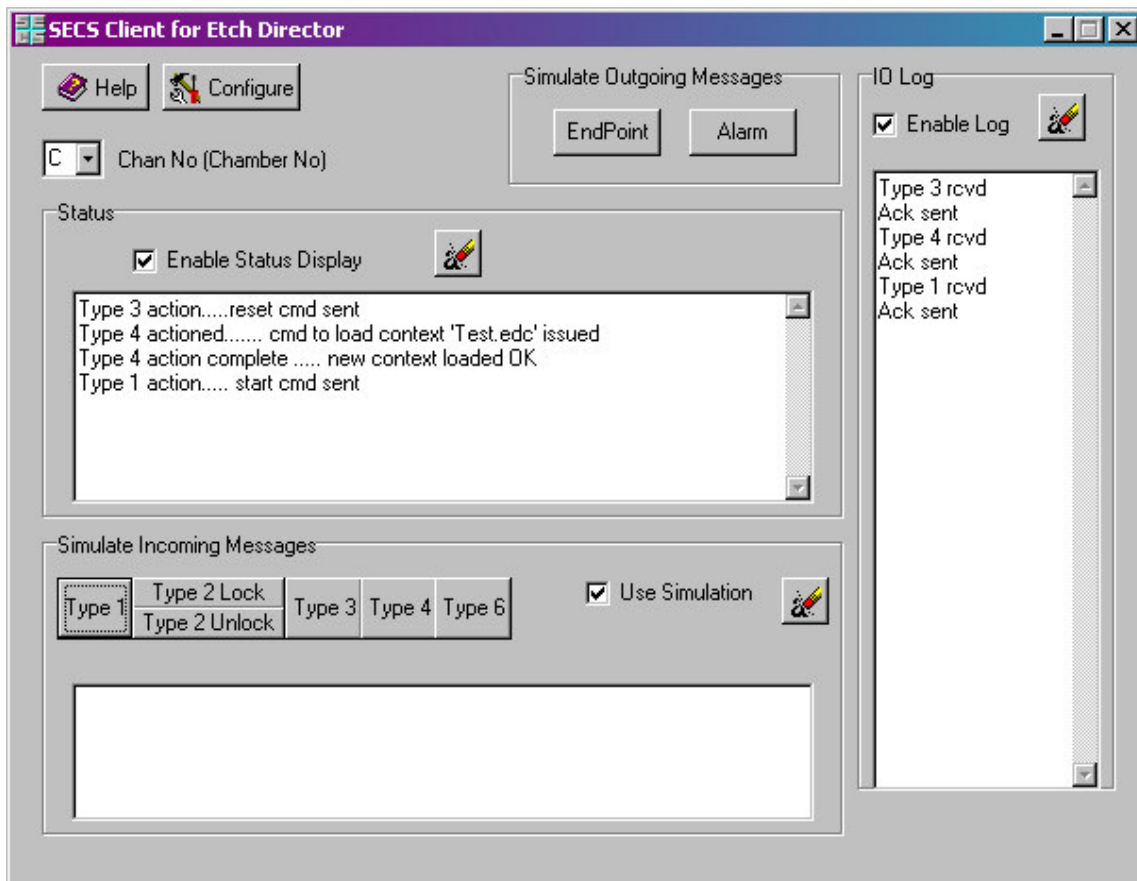 SECS Client for Etch Director
Help
Configure
C
Chan No (Chamber No)
Simulate Outgoing Messages
EndPoint
Alarm
Status
Enable Status Display
Type 3 action.....reset cmd sent
Type 4 actioned....... cmd to load context 'Test.edc' issued
Type 4 action complete ..... new context loaded OK
Type 1 action..... start cmd sent
Simulate Incoming Messages
Type 1
Type 2 Lock
Type 2 Unlock
Type 3
Type 4
Type 6
Use Simulation
IO Log
Enable Log
Type 3 rcvd
Ack sent
Type 4 rcvd
Ack sent
Type 1 rcvd
Ack sent